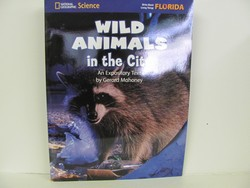 NATIONAL GEOGRAPHIC
Science
FLORIDA
WILD
ANIMALS
in the City
An Expository Text
by Gerard Mahoney